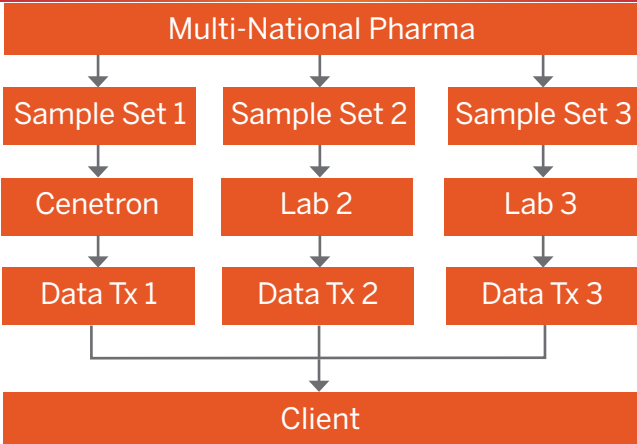 Multi-National Pharma
Sample Set 1
Sample Set 2
Sample Set 3
Cenetron
Lab 2
Lab 3
Data Tx 1
Data Tx 2
Data Tx 3
Client